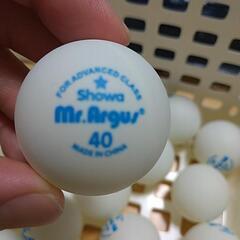 FOR ADVANCED CLASS
Showa
Mr.Argus
40
MADE IN CHINA